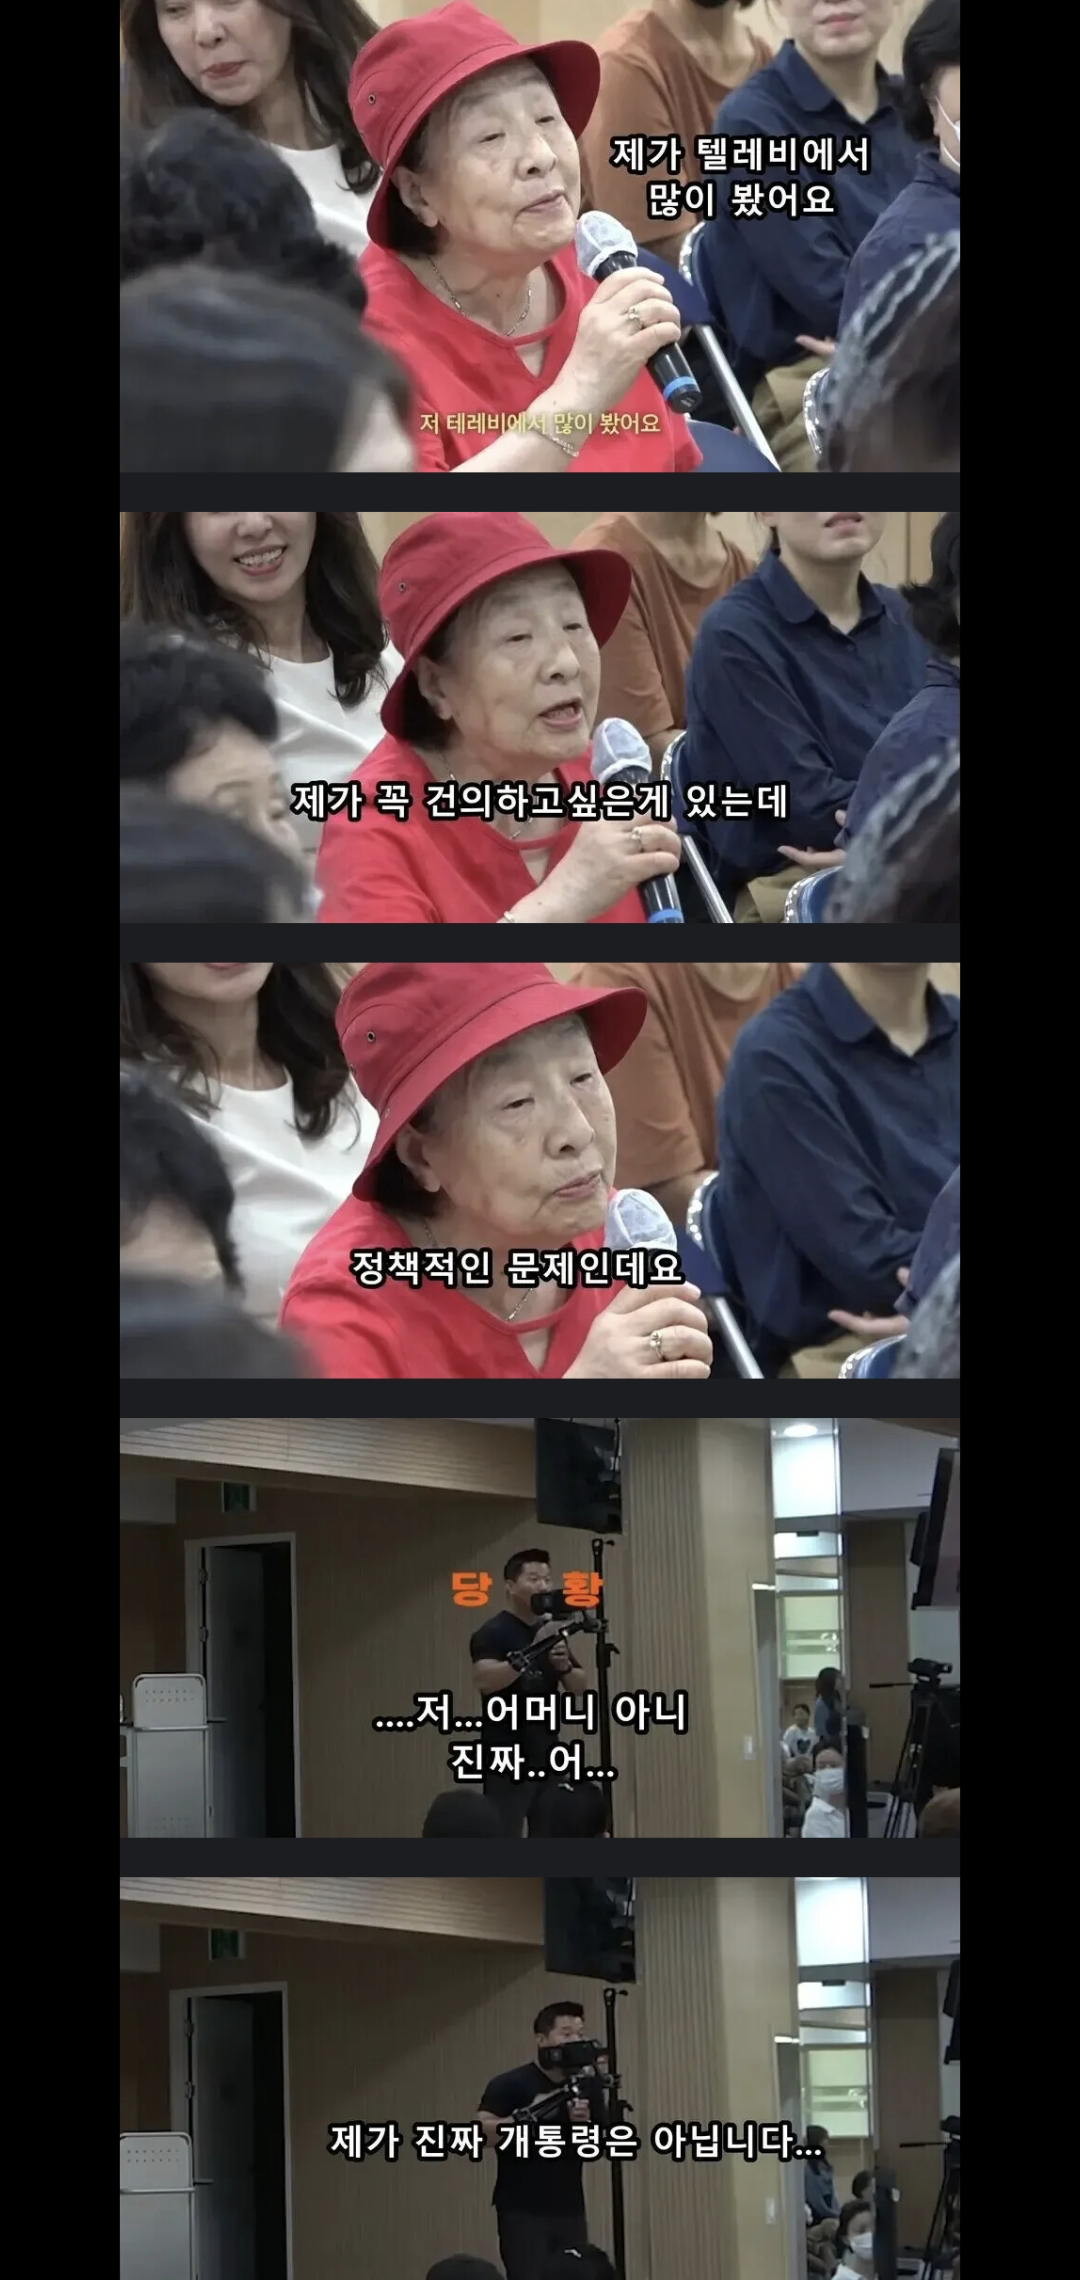 제가 텔레비에서
많이 봤어요
저 테레비에서 많이 봤어요
제가 꼭 건의하고싶은게 있는데
정책적인 문제인데요
당 황
....저...어머니 아니
진짜..어...
제가 진짜 개통령은 아닙니다...